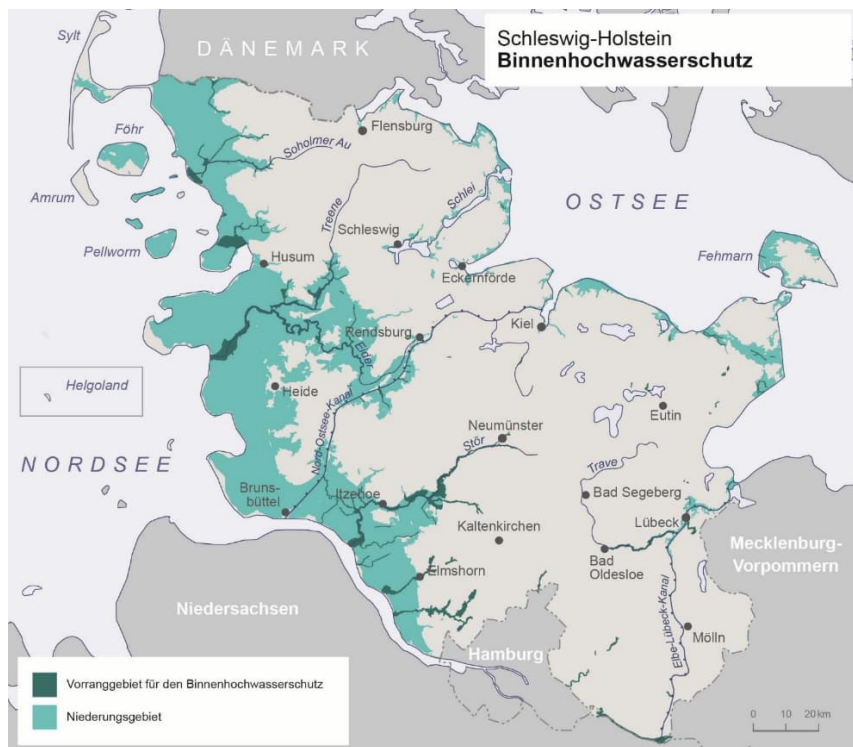 Schleswig-Holstein
Binnenhochwasserschutz
Sylt
DÄNEMARK
Föhr
Flensburg
Soholmer Au
Amrum
Treene
Schlei
OSTSEE
Schleswig
Pellworm
Husum
Eckernförde
Fehmarn
Rendsburg
Kiel
Eider
Helgoland
Heide
Nord-Ostsee-Kanal
Eutin
Neumünster
Stör
NORDSEE
Trave
Bruns-
büttel
Itzehoe
Bad Segeberg
Lübeck
Kaltenkirchen
Mecklenburg-
Vorpommern
Bad
Oldesloe
Elmshorn
Niedersachsen
Elbe-Lübeck-Kanal
Mölln
Hamburg
Vorranggebiet für den Binnenhochwasserschutz
Niederungsgebiet
0 10 20 km